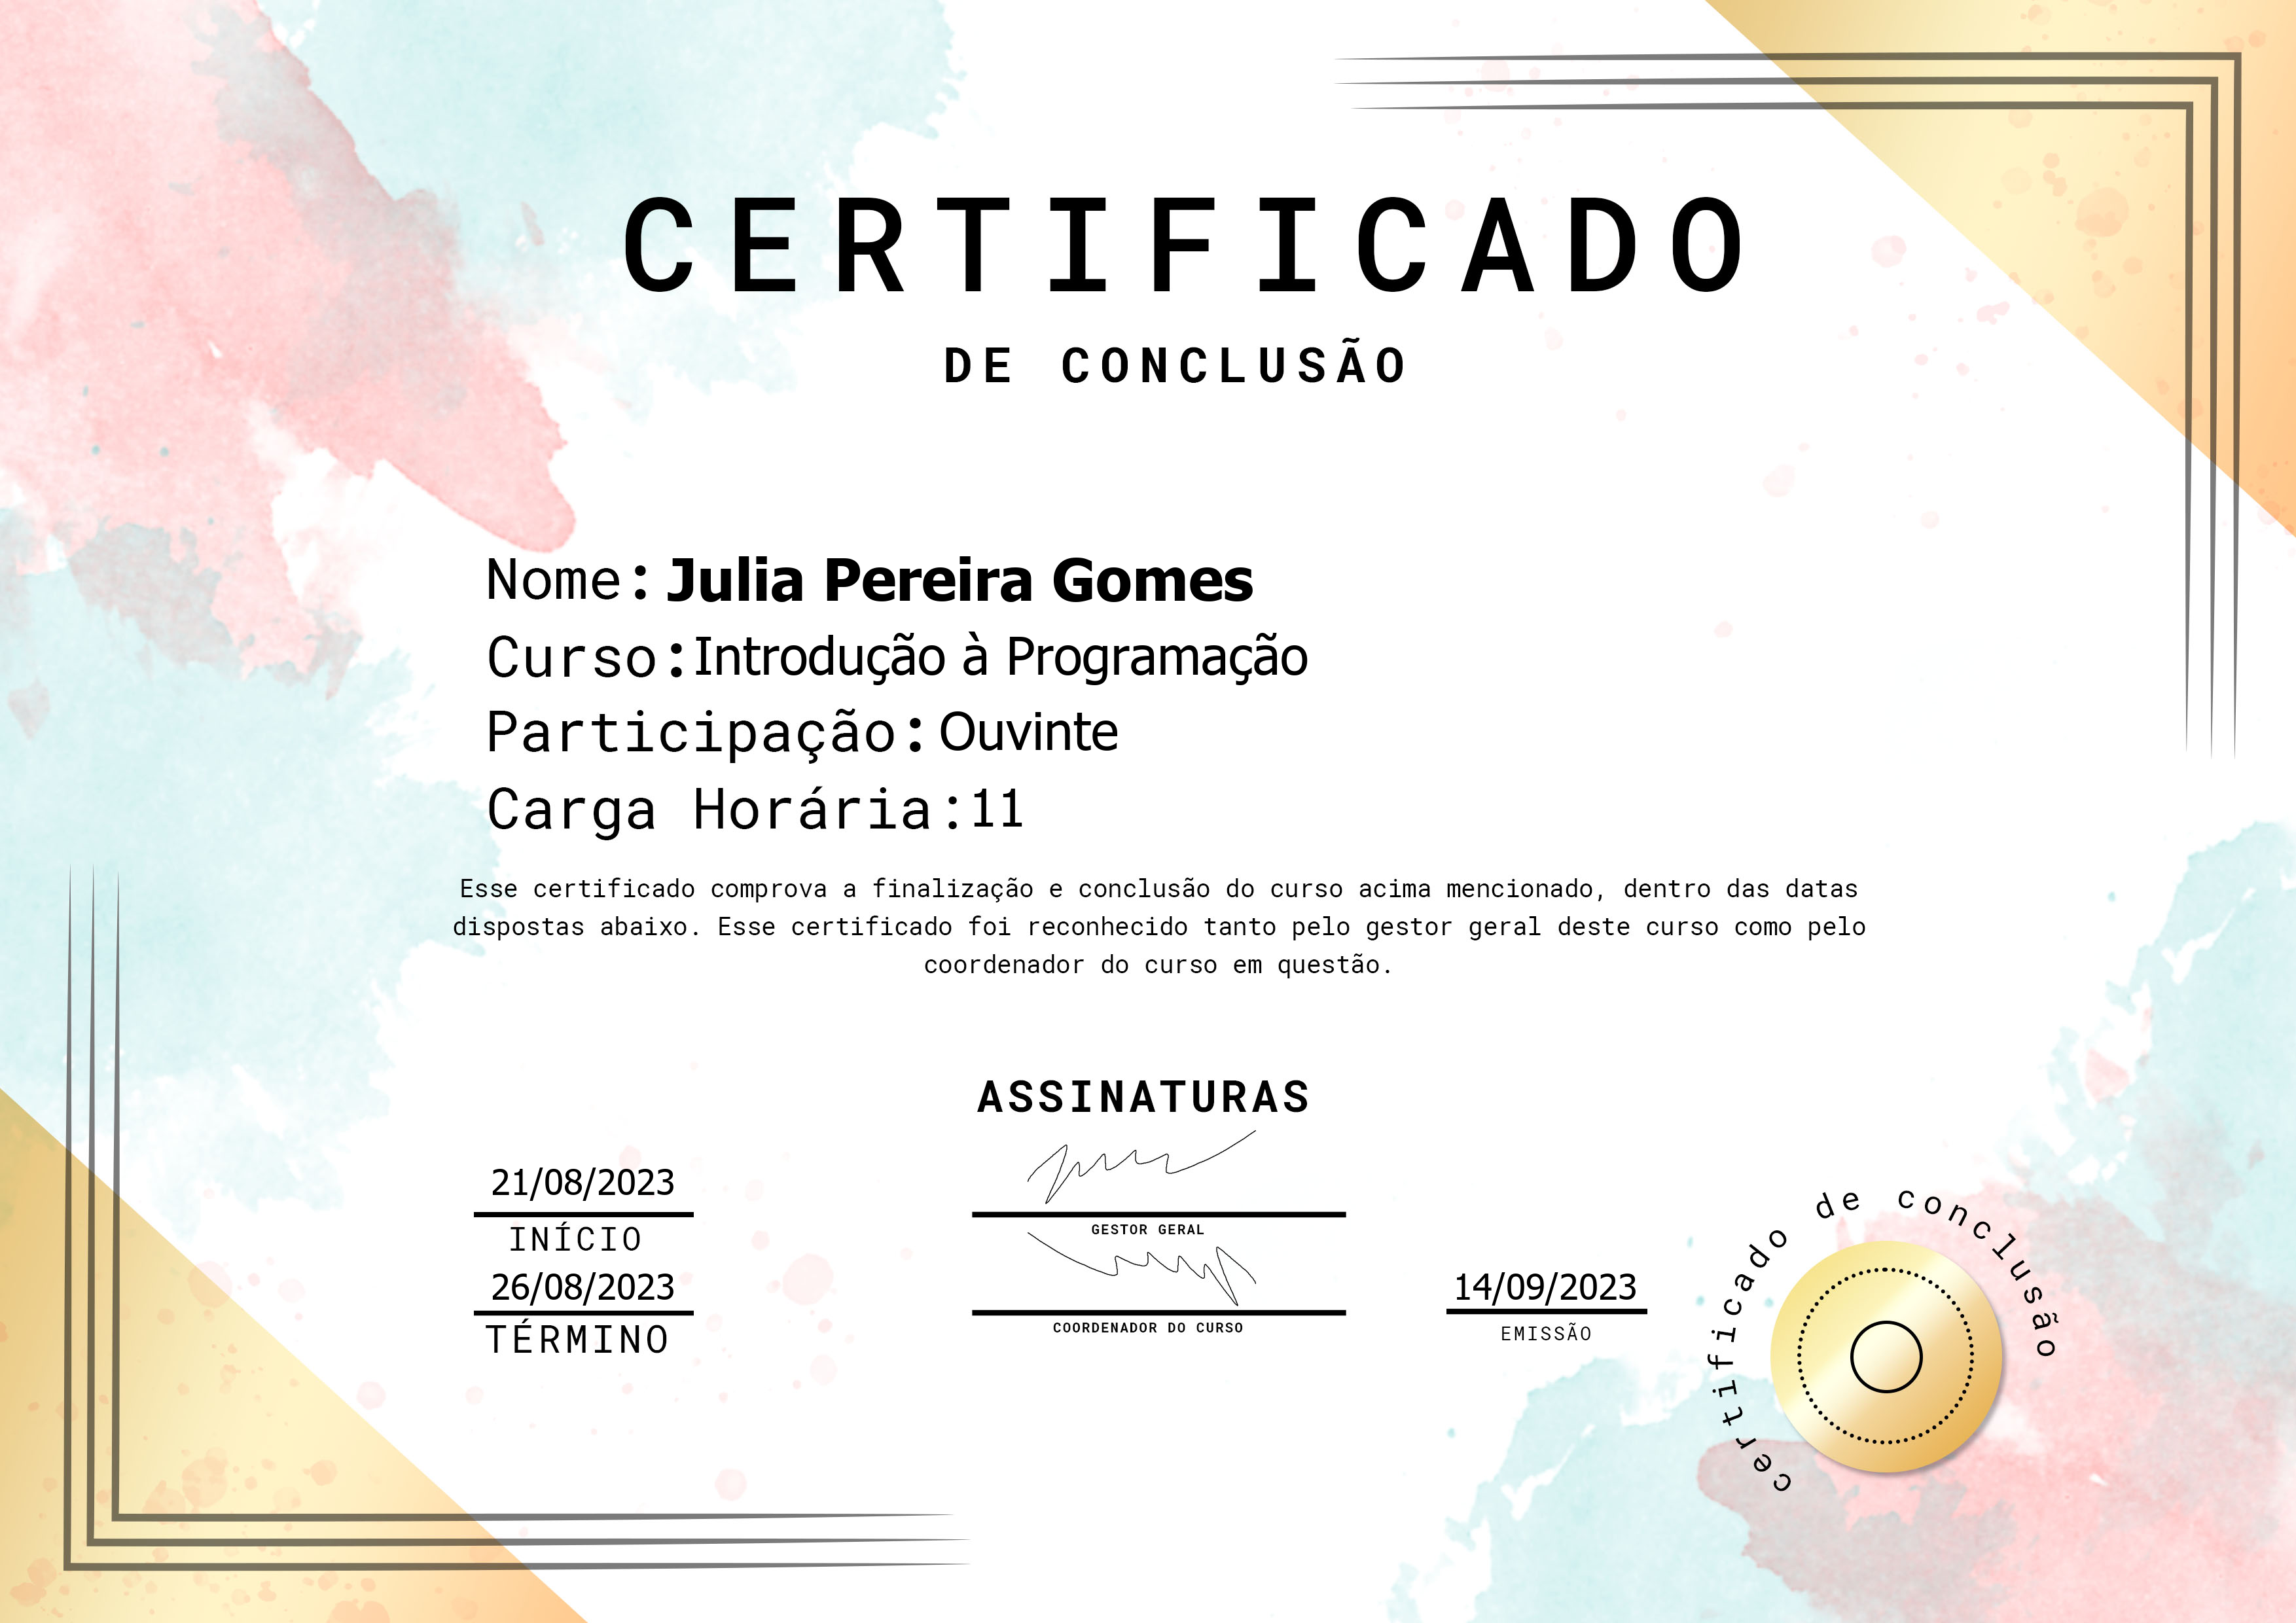 CERTIFICADO
DE CONCLUSÃO
Nome: Julia Pereira Gomes
Curso:Introdução à Programação
Participação: Ouvinte
Carga Horária:11
Esse certificado comprova a finalização e conclusão do curso acima mencionado, dentro das datas
dispostas abaixo. Esse certificado foi reconhecido tanto pelo gestor geral deste curso como pelo
coordenador do curso em questão.
ASSINATURAS
21/08/2023
INÍCIO
26/08/2023
TÉRMINO
GESTOR GERAL
COORDENADOR DO CURSO
14/09/2023
EMISSÃO
certificado de conclusão